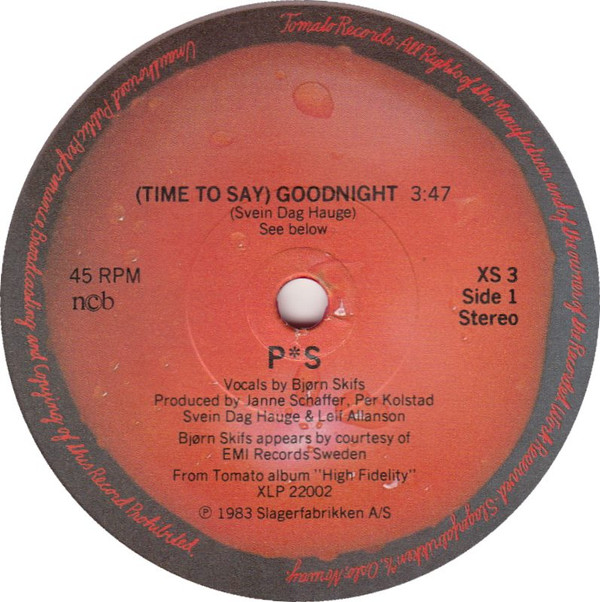 Tomato Records-All Rights of the Manufacturer and of the owner of the Recorded Work Reserved. Slagerfabrikken A/S, Oslo, Norway
Unauthorised Public Performance Broadcasting and Copying of this Record Prohibited
(TIME TO SAY) GOODNIGHT 3:47
(Svein Dag Hauge)
See below
45 RPM
ncb
XS 3
Side 1
Stereo
P*S
Vocals by Bjørn Skifs
Produced by Janne Schaffer, Per Kolstad
Svein Dag Hauge & Leif Allanson
Bjørn Skifs appears by courtesy of
EMI Records Sweden
From Tomato album "High Fidelity"
XLP 22002
℗ 1983 Slagerfabrikken A/S